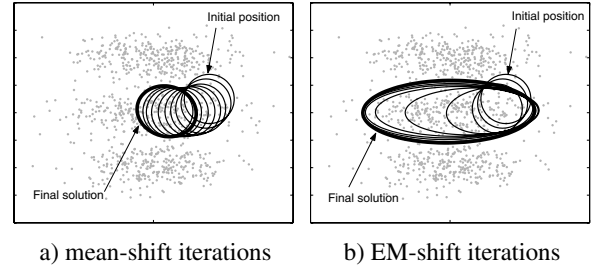 Initial position
Final solution
a) mean-shift iterations
Initial position
Final solution
b) EM-shift iterations